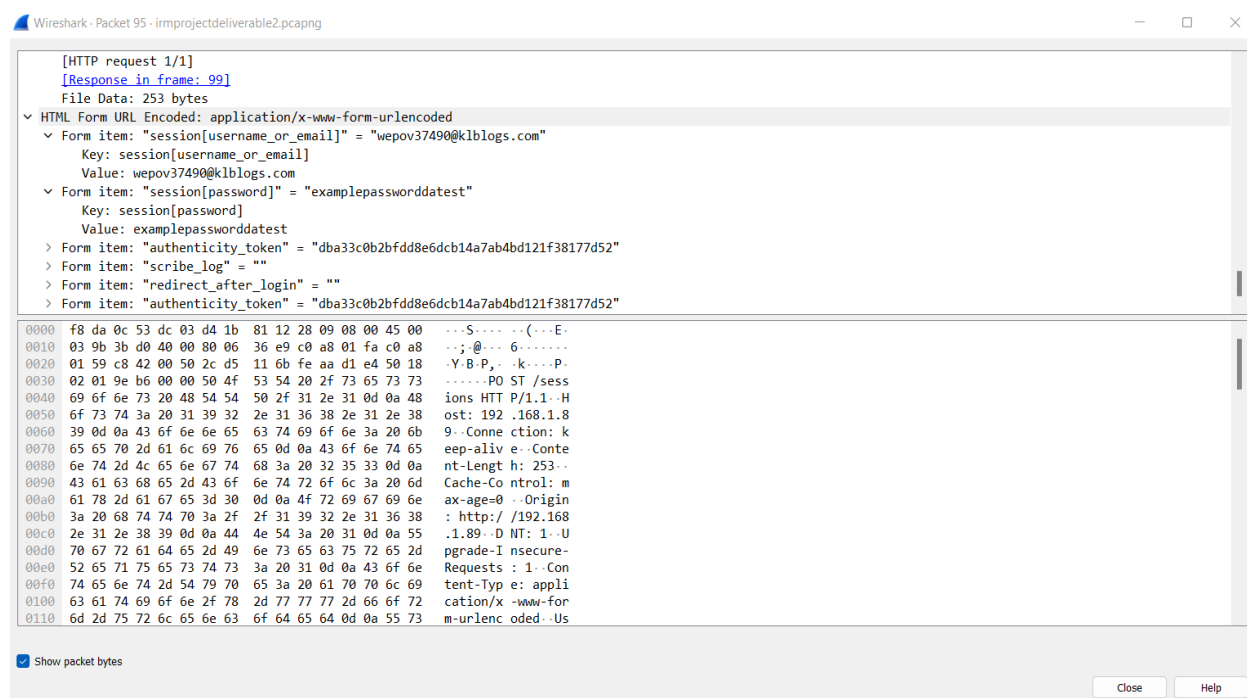 Wireshark · Packet 95 · irmprojectdeliverable2.pcapng
[HTTP request 1/1]
[Response in frame: 99]
File Data: 253 bytes
HTML Form URL Encoded: application/x-www-form-urlencoded
Form item: "session[username_or_email]" = "wepov37490@klblogs.com"
Key: session[username_or_email]
Value: wepov37490@klblogs.com
Form item: "session[password]" = "examplepassworddatest"
Key: session[password]
Value: examplepassworddatest
Form item: "authenticity_token" = "dba33c0b2bfdd8e6dcb14a7ab4bd121f38177d52"
Form item: "scribe_log" = ""
Form item: "redirect_after_login" = ""
Form item: "authenticity_token" = "dba33c0b2bfdd8e6dcb14a7ab4bd121f38177d52"
0000 f8 da 0c 53 dc 03 d4 1b 81 12 28 09 08 00 45 00 ···S···· ··(···E·
0010 03 9b 3b d0 40 00 80 06 36 e9 c0 a8 01 fa c0 a8 ··;·@··· 6·······
0020 01 59 c8 42 00 50 2c d5 11 6b fe aa d1 e4 50 18 ·Y·B·P,· ·k····P·
0030 02 01 9e b6 00 00 50 4f 53 54 20 2f 73 65 73 73 ······PO ST /sess
0040 69 6f 6e 73 20 48 54 54 50 2f 31 2e 31 0d 0a 48 ions HTT P/1.1··H
0050 6f 73 74 3a 20 31 39 32 2e 31 36 38 2e 31 2e 38 ost: 192 .168.1.8
0060 39 0d 0a 43 6f 6e 6e 65 63 74 69 6f 6e 3a 20 6b 9··Conne ction: k
0070 65 65 70 2d 61 6c 69 76 65 0d 0a 43 6f 6e 74 65 eep-aliv e··Conte
0080 6e 74 2d 4c 65 6e 67 74 68 3a 20 32 35 33 0d 0a nt-Lengt h: 253··
0090 43 61 63 68 65 2d 43 6f 6e 74 72 6f 6c 3a 20 6d Cache-Co ntrol: m
00a0 61 78 2d 61 67 65 3d 30 0d 0a 4f 72 69 67 69 6e ax-age=0 ··Origin
00b0 3a 20 68 74 74 70 3a 2f 2f 31 39 32 2e 31 36 38 : http:/ /192.168
00c0 2e 31 2e 38 39 0d 0a 44 4e 54 3a 20 31 0d 0a 55 .1.89··D NT: 1··U
00d0 70 67 72 61 64 65 2d 49 6e 73 65 63 75 72 65 2d pgrade-I nsecure-
00e0 52 65 71 75 65 73 74 73 3a 20 31 0d 0a 43 6f 6e Requests : 1··Con
00f0 74 65 6e 74 2d 54 79 70 65 3a 20 61 70 70 6c 69 tent-Typ e: appli
0100 63 61 74 69 6f 6e 2f 78 2d 77 77 77 2d 66 6f 72 cation/x -www-for
0110 6d 2d 75 72 6c 65 6e 63 6f 64 65 64 0d 0a 55 73 m-urlenc oded··Us
Show packet bytes
Close Help